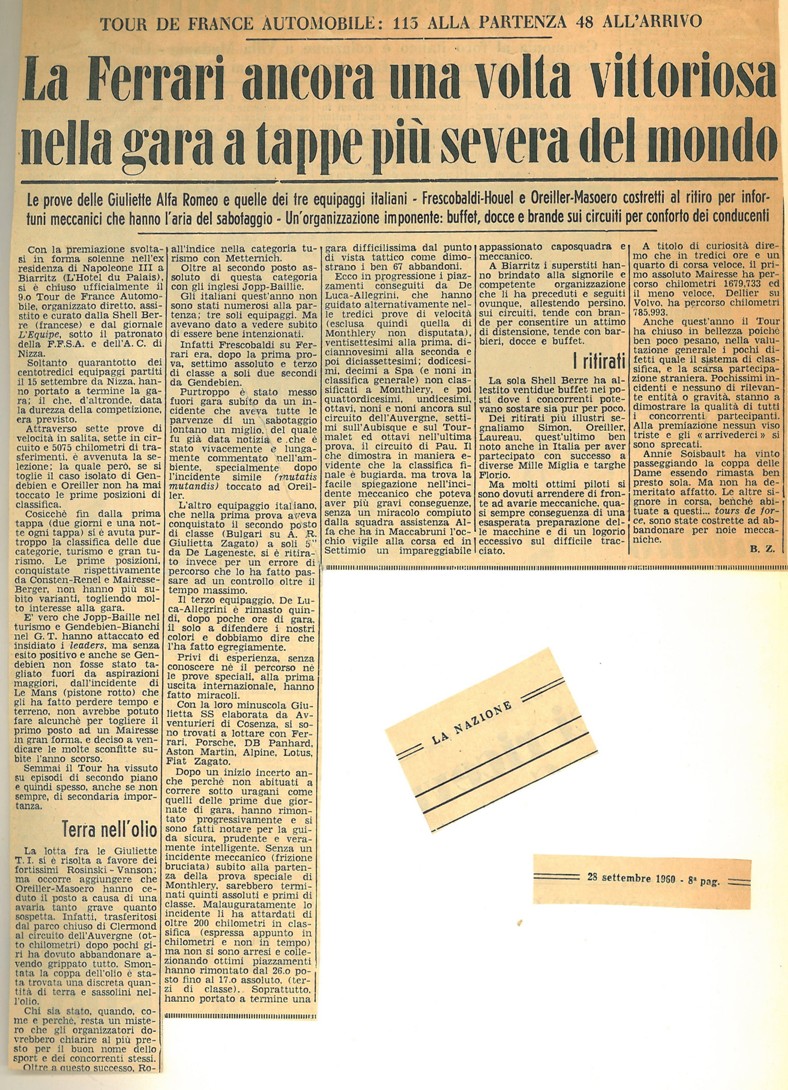 TOUR DE FRANCE AUTOMOBILE: 113 ALLA PARTENZA 48 ALL'ARRIVO
La Ferrari ancora una volta vittoriosa
nella gara a tappe più severa del mondo
Le prove delle Giuliette Alfa Romeo e quelle dei tre equipaggi italiani - Frescobaldi-Houel e Oreiller-Masoero costretti al ritiro per infor-
tuni meccanici che hanno l'aria del sabotaggio - Un'organizzazione imponente: buffet, docce e brande sui circuiti per conforto dei conducenti
Con la premiazione svolta-
si in forma solenne nell'ex
residenza di Napoleone III a
Biarritz (L'Hotel du Palais),
si è chiuso ufficialmente il
9.o Tour de France Automo-
bile, organizzato diretto, assi-
stito e curato dalla Shell Ber-
re (francese) e dal giornale
L'Equipe, sotto il patronato
della F.F.S.A. e dell'A.C. di
Nizza.
Soltanto quarantotto dei
centotredici equipaggi partiti
il 15 settembre da Nizza, han-
no portato a termine la ga-
ra; il che, d'altronde, data
la durezza della competizione,
era previsto.
Attraverso sette prove di
velocità in salita, sette in cir-
cuito e 5075 chilometri di tra-
sferimenti, è avvenuta la se-
lezione; la quale però, se si
toglie il caso isolato di Gen-
debien e Oreiller non ha mai
toccato le prime posizioni di
classifica.
Cosicchè fin dalla prima
tappa (due giorni e una not-
te ogni tappa) si è avuta pur-
troppo la classifica delle due
categorie, turismo e gran tu-
rismo. Le prime posizioni,
conquistate rispettivamente
da Consten-Renel e Mairesse-
Berger, non hanno più su-
bito varianti, togliendo mol-
to interesse alla gara.
E' vero che Jopp-Baille nel
turismo e Gendebien-Bianchi
nel G.T. hanno attaccato ed
insidiato i leaders, ma senza
esito positivo e anche se Gen-
debien non fosse stato ta-
gliato fuori da aspirazioni
maggiori, dall'incidente di
Le Mans (pistone rotto) che
gli ha fatto perdere tempo e
terreno, non avrebbe potuto
fare alcunchè per togliere il
primo posto ad un Mairesse
in gran forma, e deciso a ven-
dicare le molte sconfitte su-
bite l'anno scorso.
Semmai il Tour ha vissuto
su episodi di secondo piano
e quindi spesso, anche se non
sempre, di secondaria impor-
tanza.
Terra nell'olio
La lotta fra le Giuliette
T.I. si è risolta a favore dei
fortissimi Rosinski - Vanson;
ma occorre aggiungere che
Oreiller-Masoero hanno ce-
duto il posto a causa di una
avaria tanto grave quanto
sospetta. Infatti, trasferitosi
dal parco chiuso di Clermond
al circuito dell'Auvergne (ot-
to chilometri) dopo pochi gi-
ri ha dovuto abbandonare a-
vendo grippato tutto. Smon-
tata la coppa dell'olio è sta-
ta trovata una discreta quan-
tità di terra e sassolini nel-
l'olio.
Chi sia stato, quando, co-
me e perchè, resta un miste-
ro che gli organizzatori do-
vrebbero chiarire al più pre-
sto per il buon nome dello
sport e dei concorrenti stessi.
Oltre a questo successo, Ro-
all'indice nella categoria tu-
rismo con Metternich.
Oltre al secondo posto as-
soluto di questa categoria
con gli inglesi Jopp-Baillie.
Gli italiani quest'anno non
sono stati numerosi alla par-
tenza; tre soli equipaggi. Ma
avevano dato a vedere subito
di essere bene intenzionati.
Infatti Frescobaldi su Fer-
rari era, dopo la prima pro-
va, settimo assoluto e terzo
di classe a soli due secondi
da Gendebien.
Purtroppo è stato messo
fuori gara subito da un in-
cidente che aveva tutte le
parvenze di un sabotaggio
lontano un miglio, del quale
fu già data notizia e che è
stato vivacemente e lunga-
mente commentato nell'am-
biente, specialmente dopo
l'incidente simile (mutatis
mutandis) toccato ad Oreil-
ler.
L'altro equipaggio italiano,
che nella prima prova aveva
conquistato il secondo posto
di classe (Bulgari su A. R.
Giulietta Zagato) a soli 5''
da De Lageneste, si è ritira-
to invece per un errore di
percorso che lo ha fatto pas-
sare ad un controllo oltre il
tempo massimo.
Il terzo equipaggio, De Lu-
ca-Allegrini è rimasto quin-
di, dopo poche ore di gara,
il solo a difendere i nostri
colori e dobbiamo dire che
l'ha fatto egregiamente.
Privi di esperienza, senza
conoscere nè il percorso nè
le prove speciali, alla prima
uscita internazionale, hanno
fatto miracoli.
Con la loro minuscola Giu-
lietta SS elaborata da Av-
venturieri di Cosenza, si so-
no trovati a lottare con Fer-
rari, Porsche, DB Panhard,
Aston Martin, Alpine, Lotus,
Fiat Zagato.
Dopo un inizio incerto an-
che perchè non abituati a
correre sotto uragani come
quelli delle prime due gior-
nate di gara, hanno rimon-
tato progressivamente e si
sono fatti notare per la gui-
da sicura, prudente e vera-
mente intelligente. Senza un
incidente meccanico (frizione
bruciata) subito alla parten-
za della prova speciale di
Monthlery, sarebbero termi-
nati quinti assoluti e primi di
classe. Malauguratamente lo
incidente li ha attardati di
oltre 200 chilometri in clas-
sifica (espressa appunto in
chilometri e non in tempo)
ma non si sono arresi e colle-
zionando ottimi piazzamenti
hanno rimontato dal 26.o po-
sto fino al 17.o assoluto, (ter-
zi di classe). Soprattutto,
hanno portato a termine una
gara difficilissima dal punto
di vista tattico come dimo-
strano i ben 67 abbandoni.
Ecco in progressione i piaz-
zamenti conseguiti da De
Luca-Allegrini, che hanno
guidato alternativamente nel-
le tredici prove di velocità
(esclusa quindi quella di
Monthlery non disputata),
ventisettesimi alla prima, di-
ciannovesimi alla seconda e
poi diciassettesimi; dodicesi-
mi, decimi a Spa (e noni in
classifica generale) non clas-
sificati a Monthlery, e poi
quattordicesimi, undicesimi,
ottavi, noni e noni ancora sul
circuito dell'Auvergne, setti-
mi sull'Aubisque e sul Tour-
malet ed ottavi nell'ultima
prova, il circuito di Pau. Il
che dimostra in maniera e-
vidente che la classifica fina-
le è bugiarda, ma trova la
facile spiegazione nell'inci-
dente meccanico che poteva
aver più gravi conseguenze,
senza un miracolo compiuto
dalla squadra assistenza Al-
fa che ha in Maccabruni l'oc-
chio vigile alla corsa ed in
Settimio un impareggiabile
appassionato caposquadra e
meccanico.
A Biarritz i superstiti han-
no brindato alla signorile e
competente organizzazione
che li ha preceduti e seguiti
ovunque, allestendo persino,
sui circuiti, tende con bran-
de per consentire un attimo
di distensione, tende con bar-
bieri, docce e buffet.
I ritirati
La sola Shell Berre ha al-
lestito ventidue buffet nei po-
sti dove i concorrenti pote-
vano sostare sia pur per poco.
Dei ritirati più illustri se-
gnaliamo Simon, Oreiller,
Laureau, quest'ultimo ben
noto anche in Italia per aver
partecipato con successo a
diverse Mille Miglia e targhe
Florio.
Ma molti ottimi piloti si
sono dovuti arrendere di fron-
te ad avarie meccaniche, qua-
si sempre conseguenza di una
esasperata preparazione del-
le macchine e di un logorio
eccessivo sul difficile trac-
ciato.
A titolo di curiosità dire-
mo che in tredici ore e un
quarto di corsa veloce, il pri-
mo assoluto Mairesse ha per-
corso chilometri 1679,733 ed
il meno veloce, Dellier su
Volvo, ha percorso chilometri
785.993.
Anche quest'anno il Tour
ha chiuso in bellezza poichè
ben poco pesano, nella valu-
tazione generale i pochi di-
fetti quale il sistema di clas-
sifica, e la scarsa partecipa-
zione straniera. Pochissimi in-
cidenti e nessuno di rilevan-
te entità o gravità, stanno a
dimostrare la qualità di tutti
i concorrenti partecipanti.
Alla premiazione nessun viso
triste e gli «arrivederci» si
sono sprecati.
Annie Soisbault ha vinto
passeggiando la coppa delle
Dame essendo rimasta ben
presto sola. Ma non ha de-
meritato affatto. Le altre si-
gnore in corsa, benchè abi-
tuate a questi... tours de for-
ce, sono state costrette ad ab-
bandonare per noie mecca-
niche.
B. Z.
LA NAZIONE
28 settembre 1960 - 8ª pag.